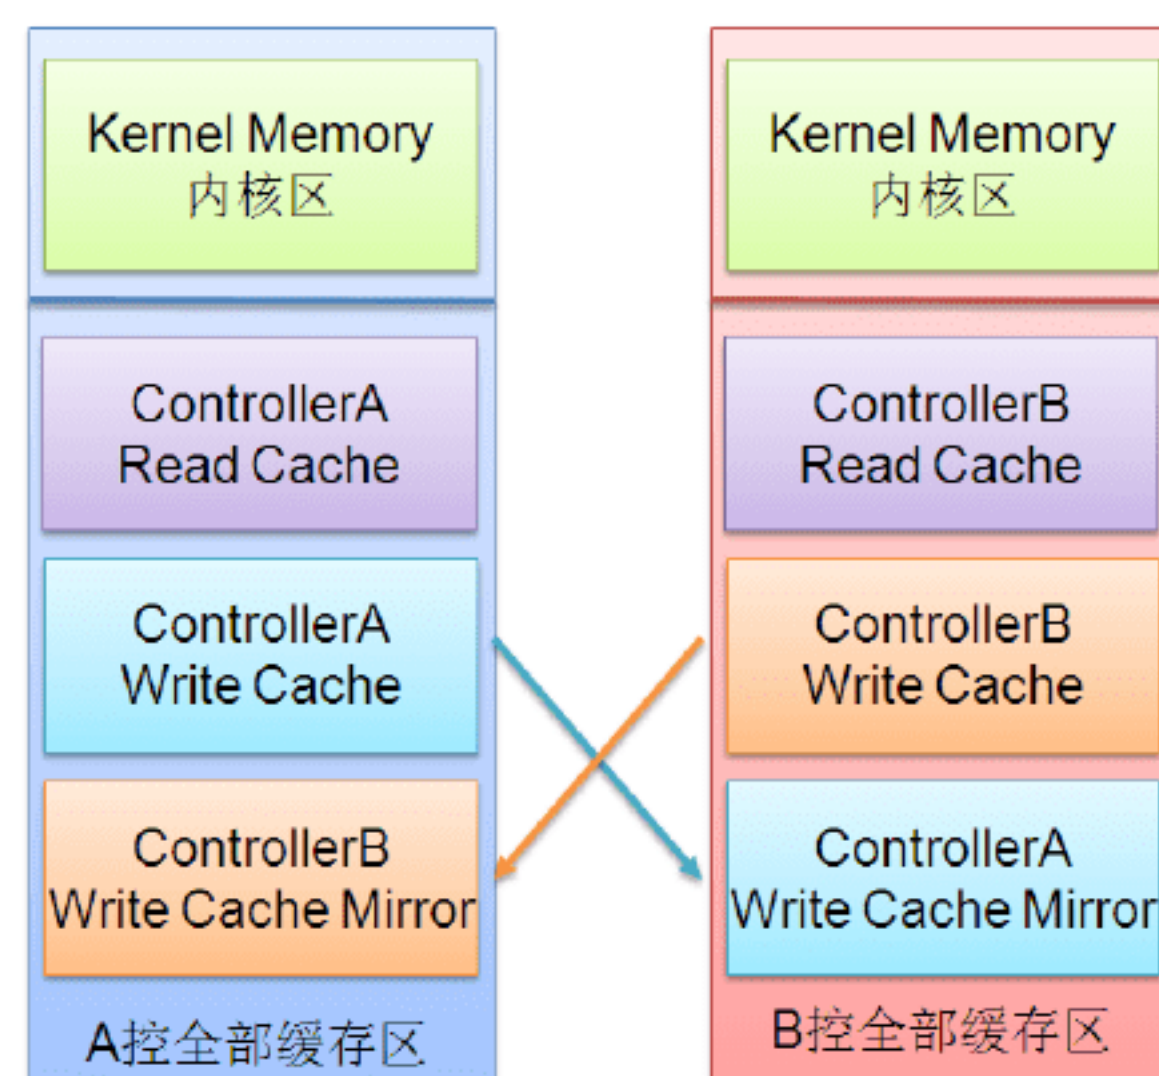 Kernel Memory
内核区
ControllerA
Read Cache
ControllerA
Write Cache
ControllerB
Write Cache Mirror
A控全部缓存区
Kernel Memory
内核区
ControllerB
Read Cache
ControllerB
Write Cache
ControllerA
Write Cache Mirror
B控全部缓存区